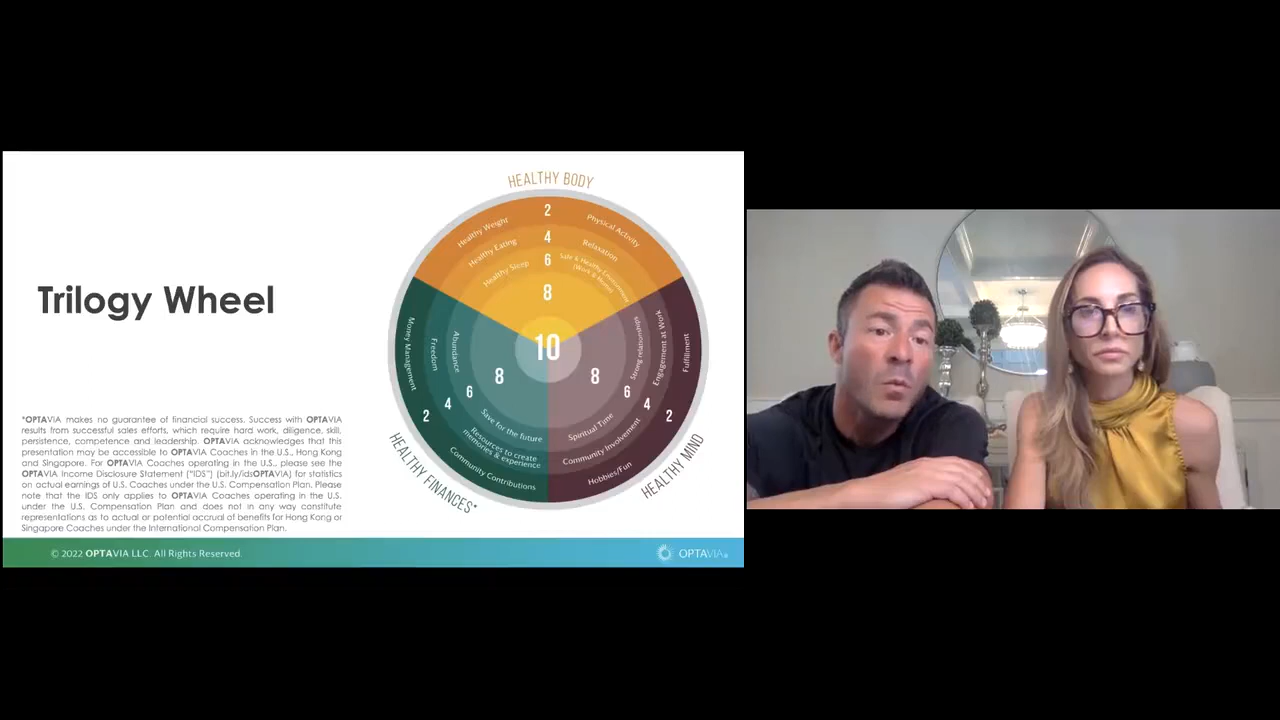 Trilogy Wheel
*OPTAVIA makes no guarantee of financial success. Success with OPTAVIA
results from successful sales efforts, which require hard work, diligence, skill,
persistence, competence and leadership. OPTAVIA acknowledges that this
presentation may be accessible to OPTAVIA Coaches in the U.S., Hong Kong
and Singapore. For OPTAVIA Coaches operating in the U.S., please see the
OPTAVIA Income Disclosure Statement ("IDS") (bit.ly/idsOPTAVIA) for statistics
on actual earnings of U.S. Coaches under the U.S. Compensation Plan. Please
note that the IDS only applies to OPTAVIA Coaches operating in the U.S.
under the U.S. Compensation Plan and does not in any way constitute
representations as to actual or potential accrual of benefits for Hong Kong or
Singapore Coaches under the International Compensation Plan.
HEALTHY BODY
2
4
6
8
10
Healthy Weight
Healthy Eating
Healthy Sleep
Physical Activity
Relaxation
Safe & Healthy Environment
(Work & Home)
HEALTHY MIND
8
6
4
2
Strong relationships
Engagement at Work
Fulfillment
Spiritual Time
Community Involvement
Hobbies/Fun
HEALTHY FINANCES*
8
6
4
2
Money Management
Freedom
Abundance
Save for the future
Resources to create
memories & experience
Community Contributions
© 2022 OPTAVIA LLC. All Rights Reserved.
OPTAVIA®